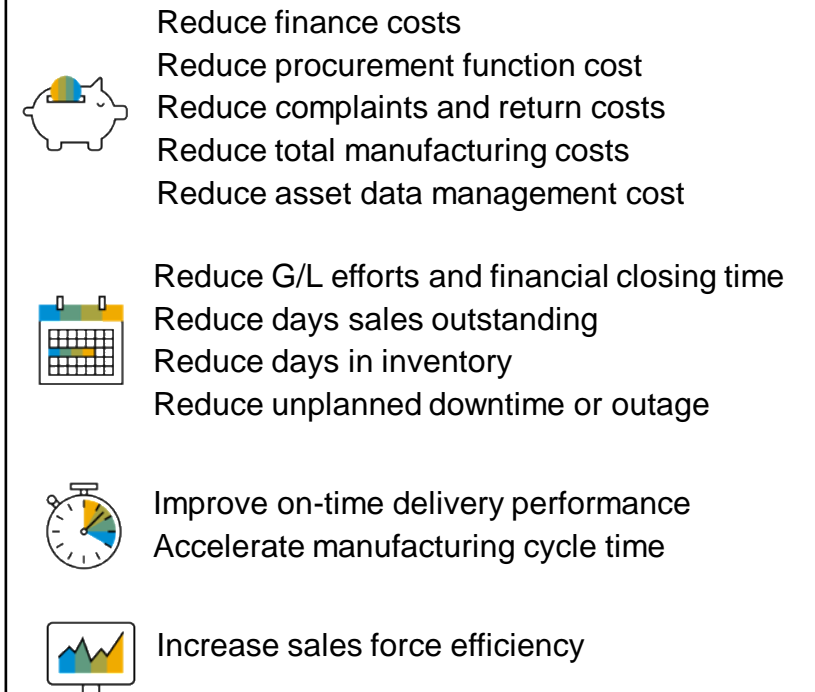 Reduce finance costs
Reduce procurement function cost
Reduce complaints and return costs
Reduce total manufacturing costs
Reduce asset data management cost
Reduce G/L efforts and financial closing time
Reduce days sales outstanding
Reduce days in inventory
Reduce unplanned downtime or outage
Improve on-time delivery performance
Accelerate manufacturing cycle time
Increase sales force efficiency